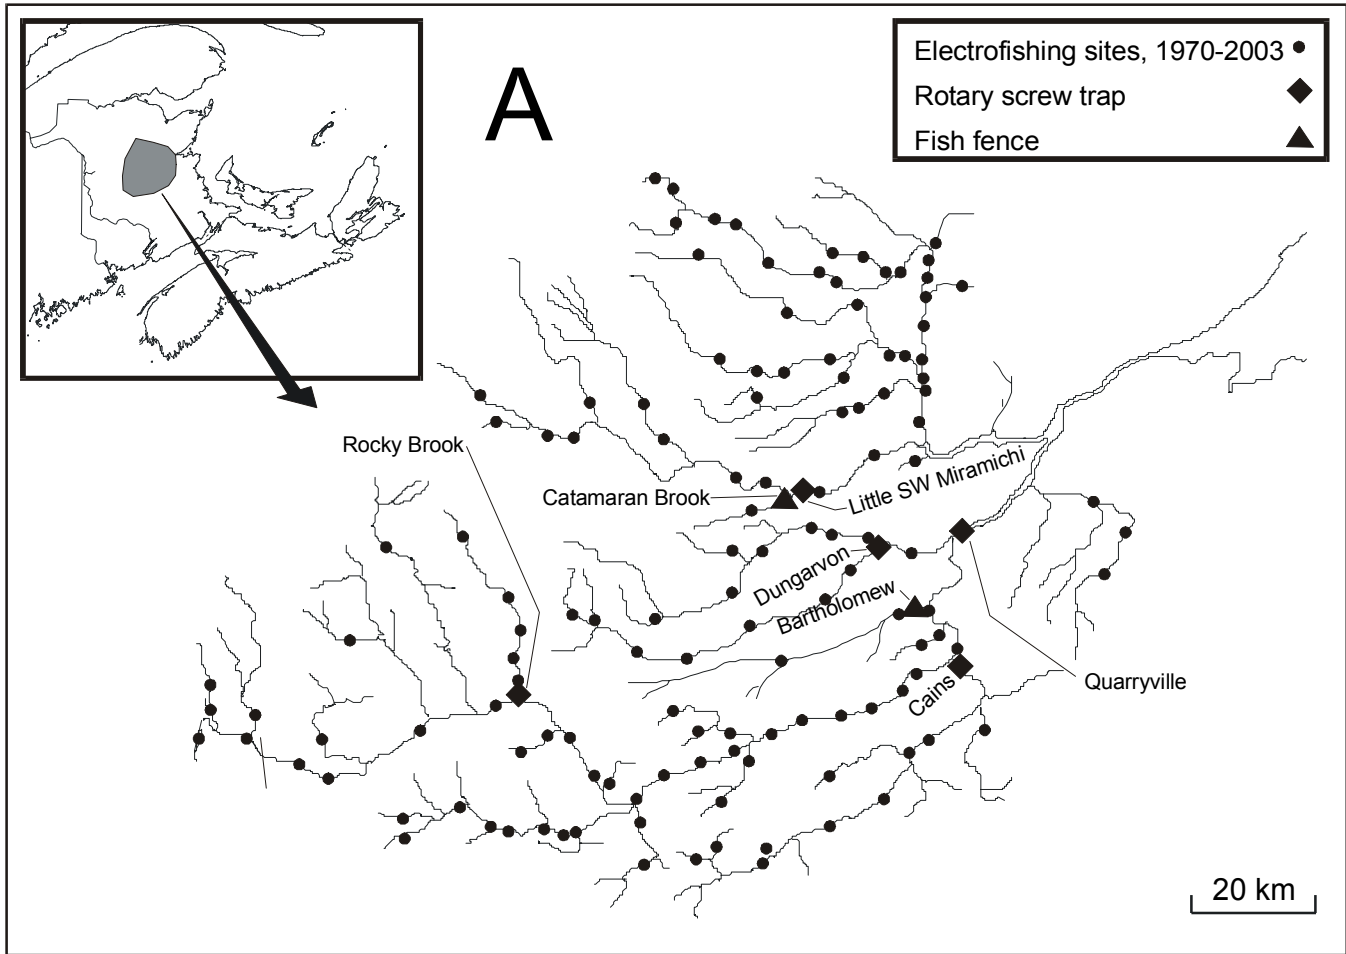 A
Electrofishing sites, 1970-2003
Rotary screw trap
Fish fence
Rocky Brook
Catamaran Brook
Little SW Miramichi
Dungarvon
Bartholomew
Cains
Quarryville
20 km